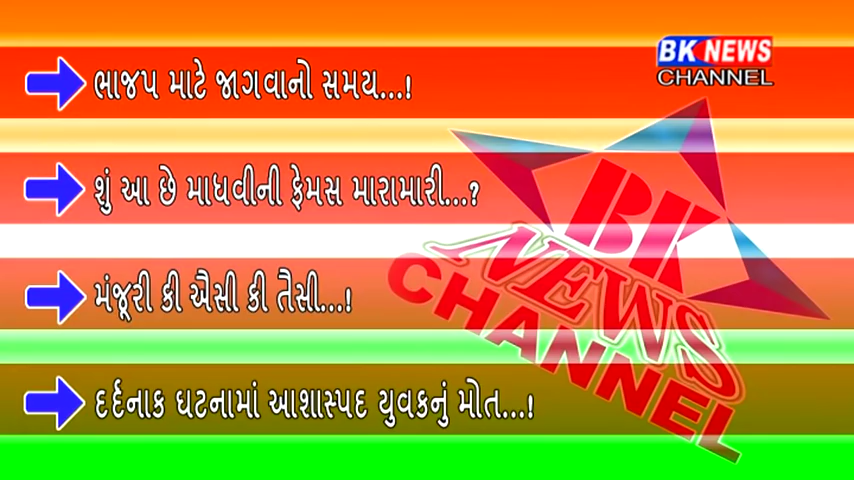 BK NEWS
CHANNEL
ભાજપ માટે જાગવાનો સમય...!
શું આ છે માધવીની ફેમસ મારામારી...?
મંજૂરી કી ઐસી કી તૈસી...!
દર્દનાક ઘટનામાં આશાસ્પદ યુવકનું મોત...!
BK
NEWS
CHANNEL